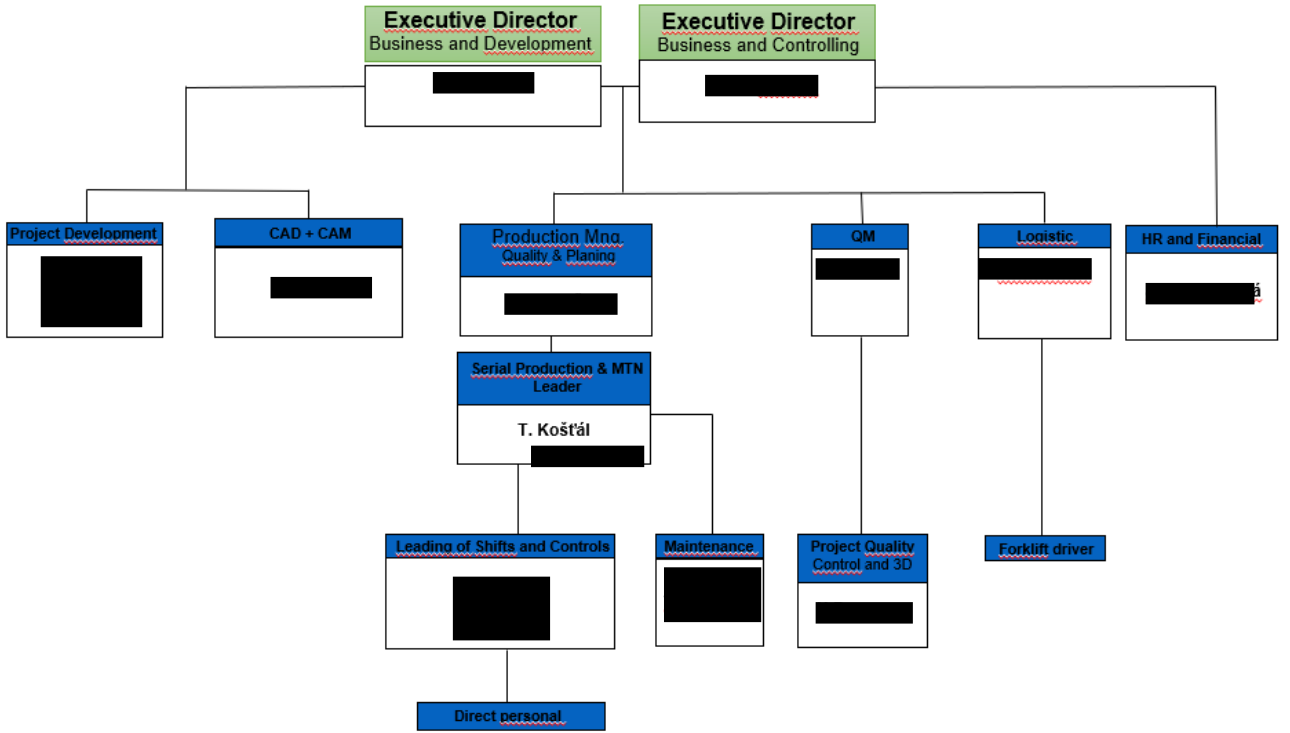 Executive Director
Business and Development
Executive Director
Business and Controlling
Project Development
CAD + CAM
Production Mng.
Quality & Planing
QM
Logistic
HR and Financial
á
Serial Production & MTN
Leader
T. Košťál
Leading of Shifts and Controls
Maintenance
Project Quality
Control and 3D
Forklift driver
Direct personal